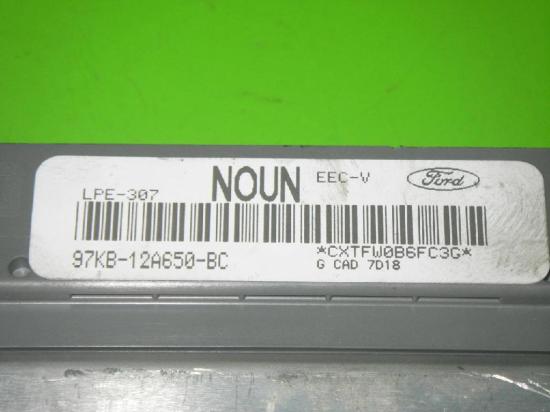 LPE-307 NOUN EEC-V Ford
97KB-12A650-BC *CXTFW0B6FC3G*
G CAD 7D18